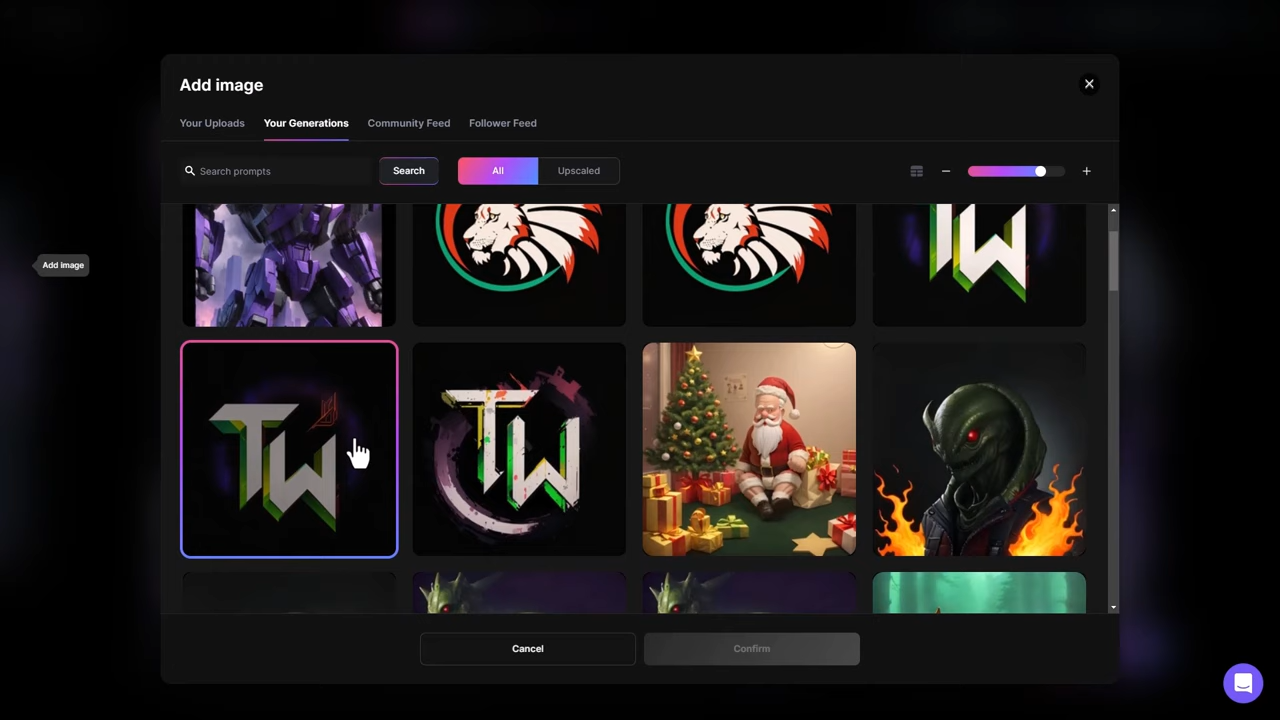 Add image
Your Uploads
Your Generations
Community Feed
Follower Feed
Search prompts
Search
All
Upscaled
Add image
TW
TW
TW
Cancel
Confirm